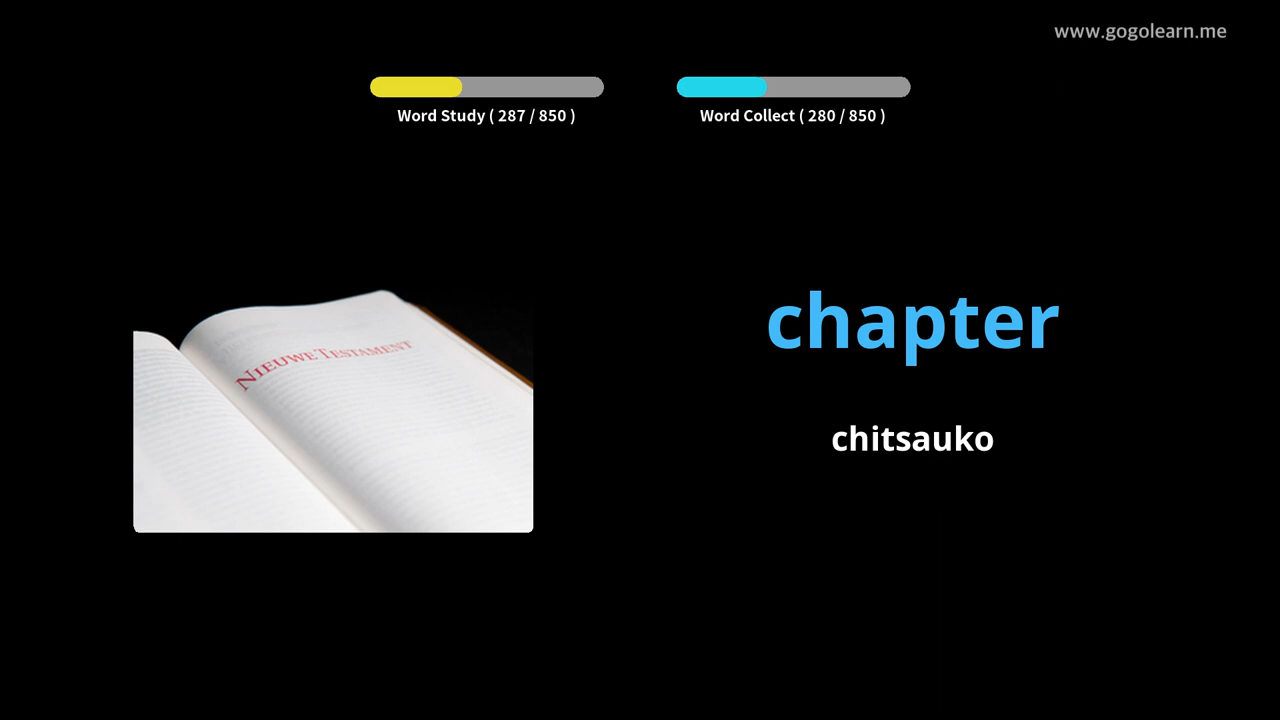 www.gogolearn.me
Word Study ( 287 / 850 )
Word Collect ( 280 / 850 )
NIEUWE TESTAMENT
chapter
chitsauko